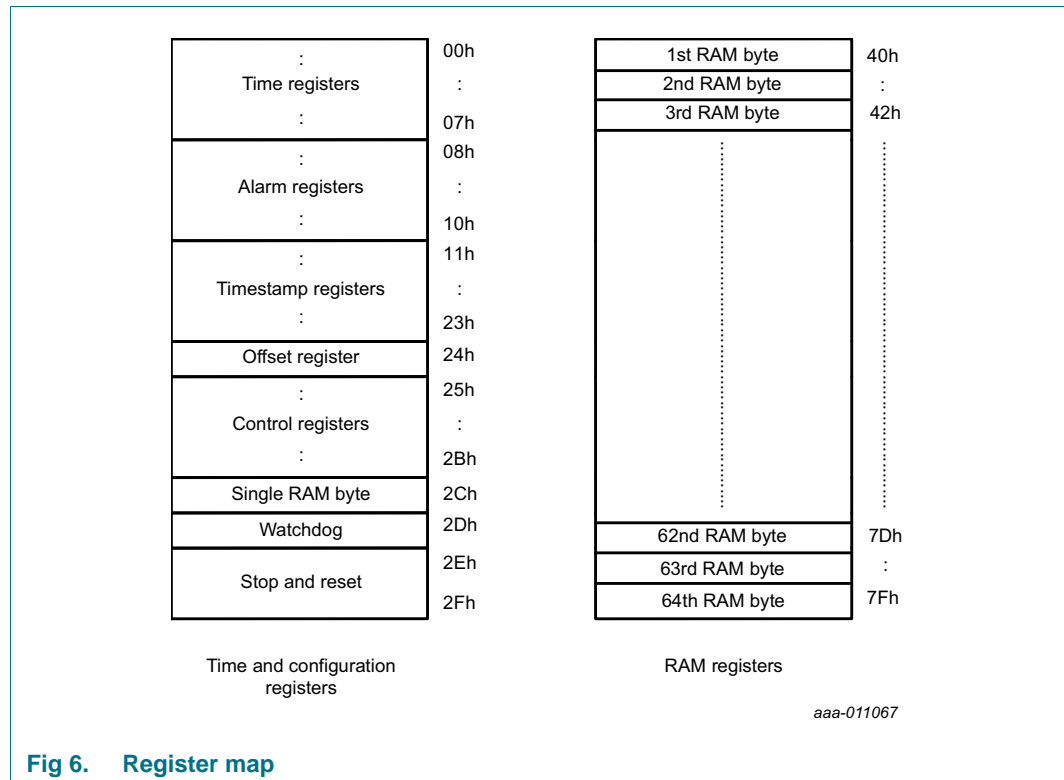 :
Time registers
:
00h
:
07h
:
Alarm registers
:
08h
:
10h
:
Timestamp registers
:
11h
:
23h
Offset register
24h
:
Control registers
:
25h
:
2Bh
Single RAM byte
2Ch
Watchdog
2Dh
Stop and reset
2Eh
2Fh
Time and configuration
registers
1st RAM byte
40h
2nd RAM byte
:
3rd RAM byte
42h
62nd RAM byte
7Dh
63rd RAM byte
:
64th RAM byte
7Fh
RAM registers
aaa-011067
Fig 6. Register map